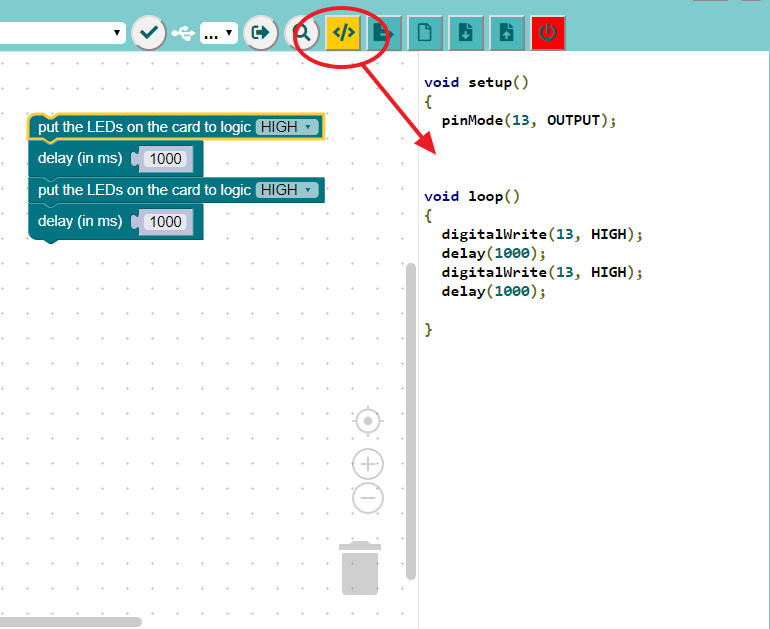 ...
</>
put the LEDs on the card to logic HIGH
delay (in ms) 1000
put the LEDs on the card to logic HIGH
delay (in ms) 1000
void setup()
{
pinMode(13, OUTPUT);
void loop()
{
digitalWrite(13, HIGH);
delay(1000);
digitalWrite(13, HIGH);
delay(1000);
}